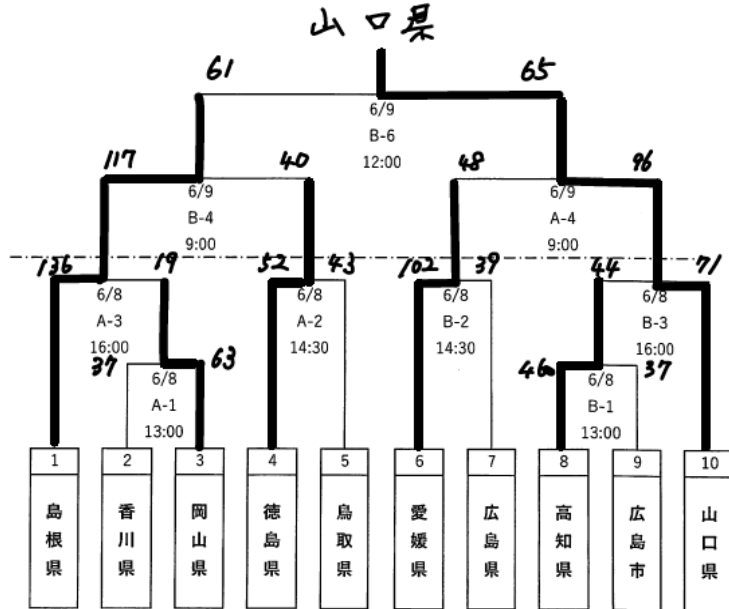 山口県
61 65
6/9
B-6
12:00
117 40 48 96
6/9 6/9
B-4 A-4
9:00 9:00
136 19 52 43 102 39 44 71
6/8 6/8 6/8 6/8
A-3 A-2 B-2 B-3
16:00 14:30 14:30 16:00
37 63 46 37
6/8 6/8
A-1 B-1
13:00 13:00
1 2 3 4 5 6 7 8 9 10
島根県
香川県
岡山県
徳島県
鳥取県
愛媛県
広島県
高知県
広島市
山口県